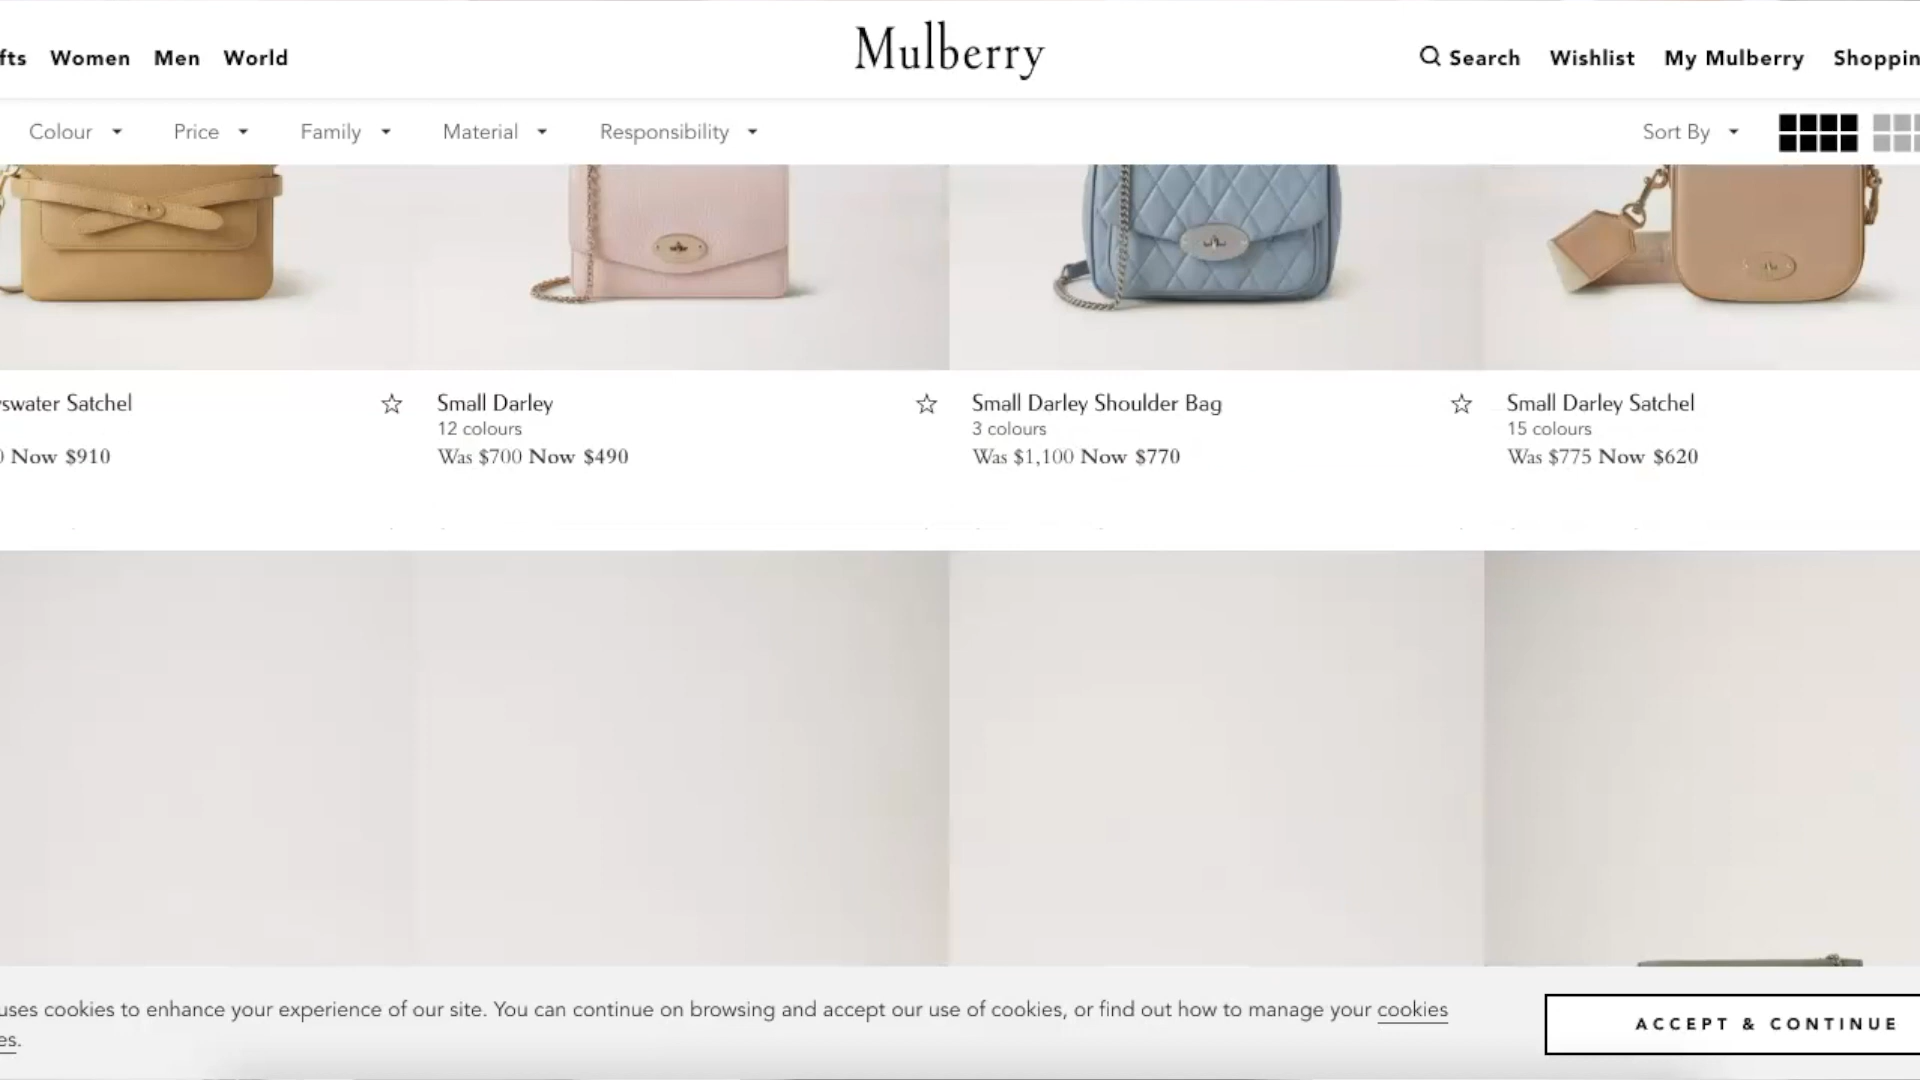 fts Women Men World Mulberry Search Wishlist My Mulberry Shoppin
Colour Price Family Material Responsibility Sort By
swater Satchel Small Darley Small Darley Shoulder Bag Small Darley Satchel
12 colours 3 colours 15 colours
0 Now $910 Was $700 Now $490 Was $1,100 Now $770 Was $775 Now $620
uses cookies to enhance your experience of our site. You can continue on browsing and accept our use of cookies, or find out how to manage your cookies
es.
ACCEPT & CONTINUE